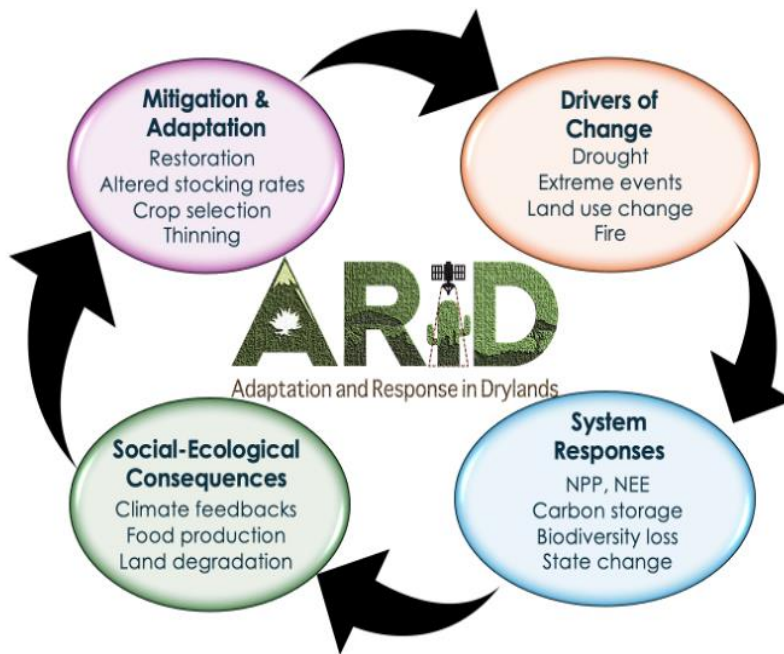 Mitigation &
Adaptation
Restoration
Altered stocking rates
Crop selection
Thinning
Drivers of
Change
Drought
Extreme events
Land use change
Fire
ARID
Adaptation and Response in Drylands
Social-Ecological
Consequences
Climate feedbacks
Food production
Land degradation
System
Responses
NPP, NEE
Carbon storage
Biodiversity loss
State change